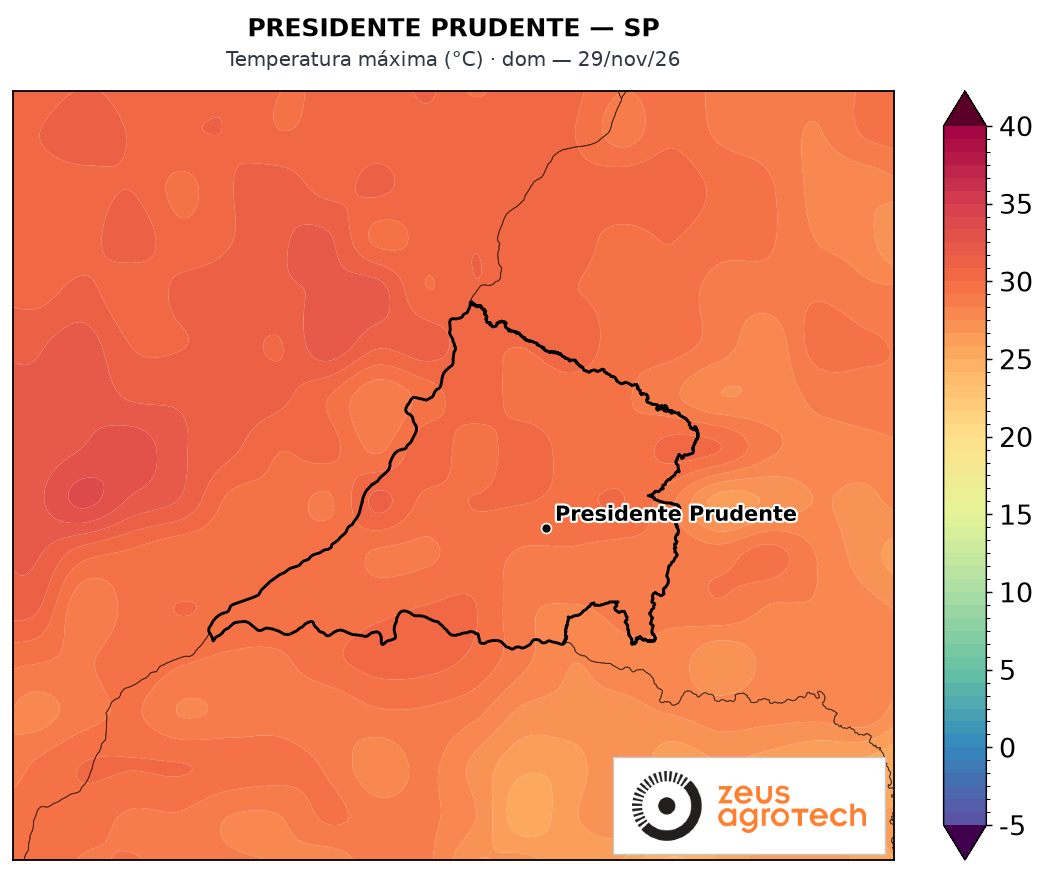 PRESIDENTE PRUDENTE — SP
Temperatura máxima (°C) · dom — 29/nov/26
40
35
30
25
20
15
10
5
0
-5
Presidente Prudente
zeus
agrotech